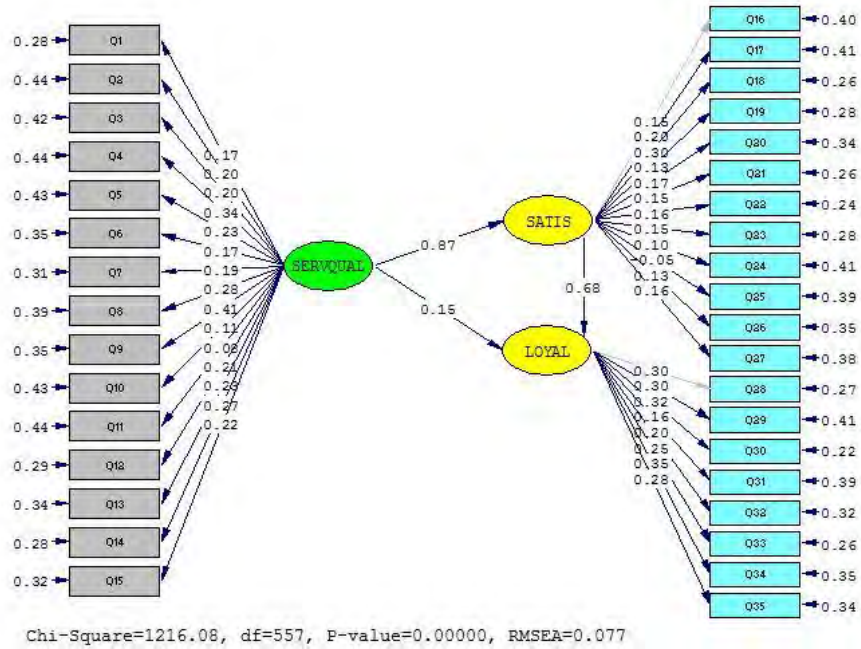 0.28 Q1
0.44 Q2
0.42 Q3
0.44 Q4
0.43 Q5
0.35 Q6
0.31 Q7
0.39 Q8
0.35 Q9
0.43 Q10
0.44 Q11
0.29 Q12
0.34 Q13
0.28 Q14
0.32 Q15
0.17
0.20
0.20
0.34
0.23
0.17
0.19
0.28
0.41
0.11
0.08
0.21
0.27
0.22
SERVQUAL
0.87
0.15
SATIS
0.68
LOYAL
0.15
0.20
0.30
0.13
0.17
0.15
0.16
0.15
0.10
-0.05
0.13
0.16
0.30
0.30
0.32
0.16
0.20
0.25
0.35
0.28
Q16 0.40
Q17 0.41
Q18 0.26
Q19 0.28
Q20 0.34
Q21 0.26
Q22 0.24
Q23 0.28
Q24 0.41
Q25 0.39
Q26 0.35
Q27 0.38
Q28 0.27
Q29 0.41
Q30 0.22
Q31 0.39
Q32 0.32
Q33 0.26
Q34 0.35
Q35 0.34
Chi-Square=1216.08, df=557, P-value=0.00000, RMSEA=0.077